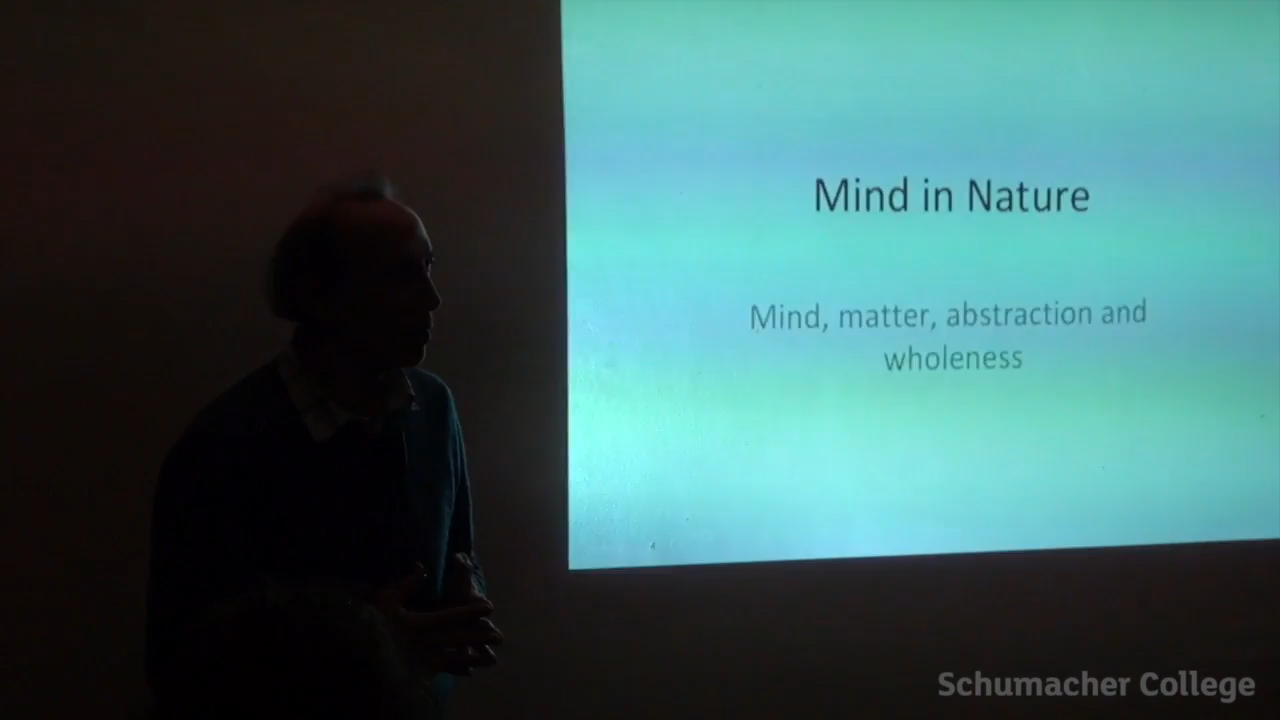 Mind in Nature
Mind, matter, abstraction and
wholeness
Schumacher College